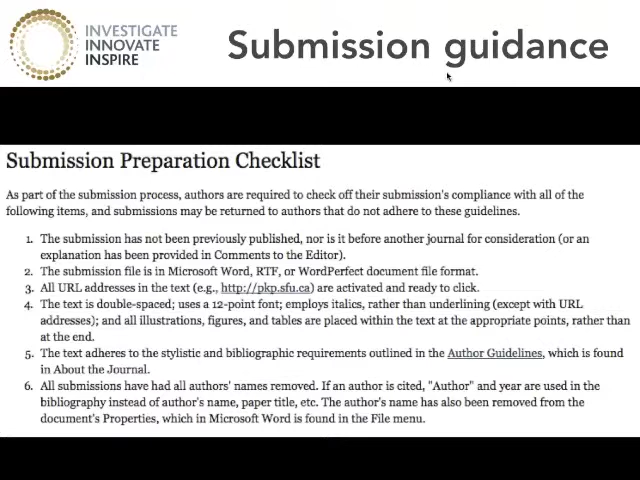 INVESTIGATE
INNOVATE
INSPIRE
Submission guidance
Submission Preparation Checklist
As part of the submission process, authors are required to check off their submission's compliance with all of the
following items, and submissions may be returned to authors that do not adhere to these guidelines.
1. The submission has not been previously published, nor is it before another journal for consideration (or an
explanation has been provided in Comments to the Editor).
2. The submission file is in Microsoft Word, RTF, or WordPerfect document file format.
3. All URL addresses in the text (e.g., http://pkp.sfu.ca) are activated and ready to click.
4. The text is double-spaced; uses a 12-point font; employs italics, rather than underlining (except with URL
addresses); and all illustrations, figures, and tables are placed within the text at the appropriate points, rather than
at the end.
5. The text adheres to the stylistic and bibliographic requirements outlined in the Author Guidelines, which is found
in About the Journal.
6. All submissions have had all authors' names removed. If an author is cited, "Author" and year are used in the
bibliography instead of author's name, paper title, etc. The author's name has also been removed from the
document's Properties, which in Microsoft Word is found in the File menu.